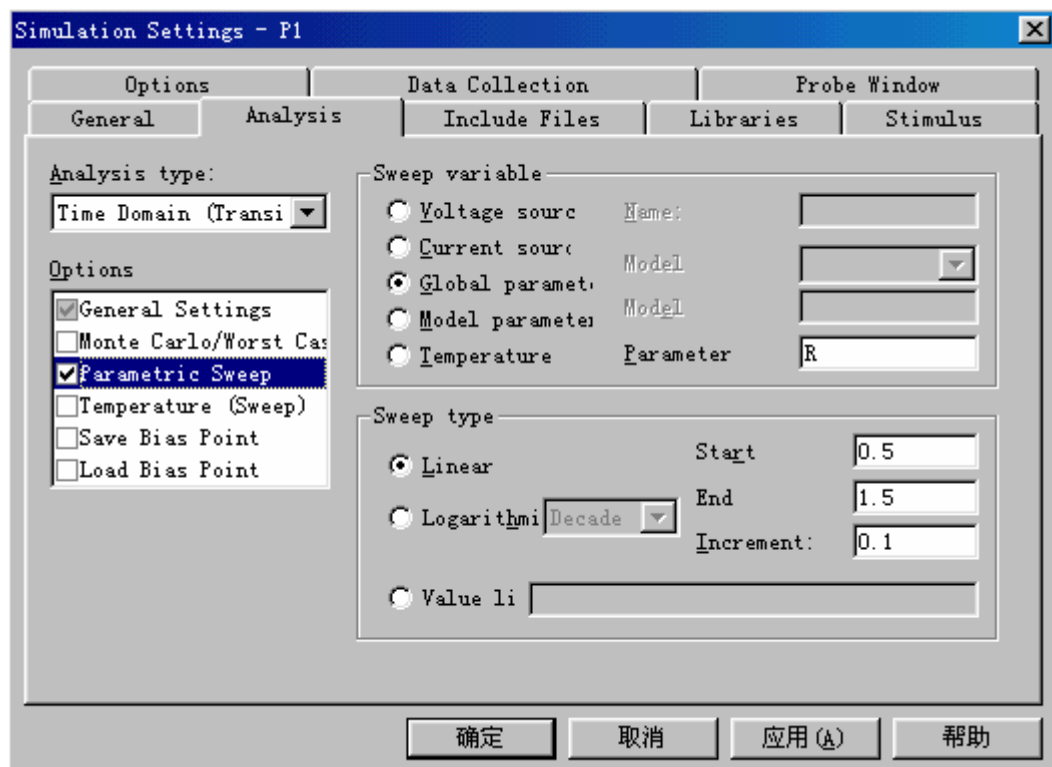 Simulation Settings - P1
Options Data Collection Probe Window
General Analysis Include Files Libraries Stimulus
Analysis type:
Time Domain (Transi
Options
General Settings
Monte Carlo/Worst Cas
Parametric Sweep
Temperature (Sweep)
Save Bias Point
Load Bias Point
Sweep variable
Voltage sourc
Current sourc
Global paramet
Model parameter
Temperature
Name:
Model
Model
Parameter R
Sweep type
Linear
Logarithmi Decade
Value li
Start 0.5
End 1.5
Increment: 0.1
确定 取消 应用(A) 帮助